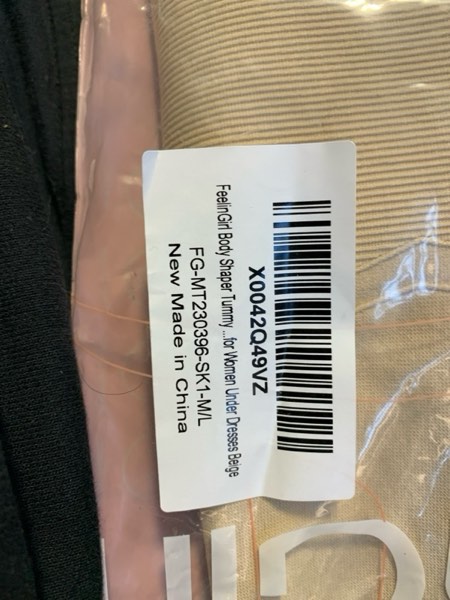 X0042Q49VZ
FeelinGirl Body Shaper Tummy ...for Women Under Dresses Beige
FG-MT230396-SK1-M/L
New Made in China